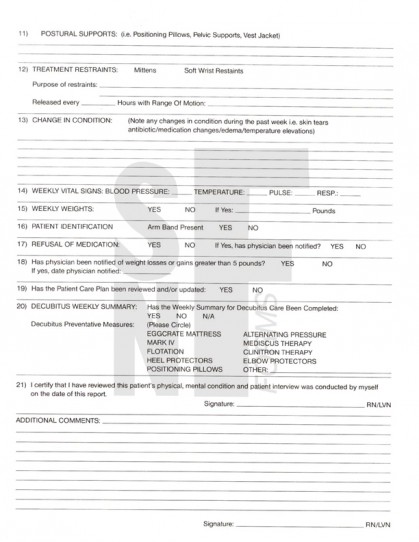 11) POSTURAL SUPPORTS: (i.e. Positioning Pillows, Pelvic Supports, Vest Jacket)
12) TREATMENT RESTRAINTS: Mittens Soft Wrist Restaints
Purpose of restraints:
Released every Hours with Range Of Motion:
13) CHANGE IN CONDITION: (Note any changes in condition during the past week i.e. skin tears
antibiotic/medication changes/edema/temperature elevations)
14) WEEKLY VITAL SIGNS: BLOOD PRESSURE: TEMPERATURE: PULSE: RESP.:
15) WEEKLY WEIGHTS: YES NO If Yes: Pounds
16) PATIENT IDENTIFICATION Arm Band Present YES NO
17) REFUSAL OF MEDICATION: YES NO If Yes, has physician been notified? YES NO
18) Has physician been notified of weight losses or gains greater than 5 pounds? YES NO
If yes, date physician notified:
19) Has the Patient Care Plan been reviewed and/or updated: YES NO
20) DECUBITUS WEEKLY SUMMARY: Has the Weekly Summary for Decubitus Care Been Completed:
YES NO N/A
Decubitus Preventative Measures: (Please Circle)
EGGCRATE MATTRESS ALTERNATING PRESSURE
MARK IV MEDISCUS THERAPY
FLOTATION CLINITRON THERAPY
HEEL PROTECTORS ELBOW PROTECTORS
POSITIONING PILLOWS OTHER:
21) I certify that I have reviewed this patient's physical, mental condition and patient interview was conducted by myself
on the date of this report.
Signature: RN/LVN
ADDITIONAL COMMENTS:
Signature: RN/LVN
FORMS